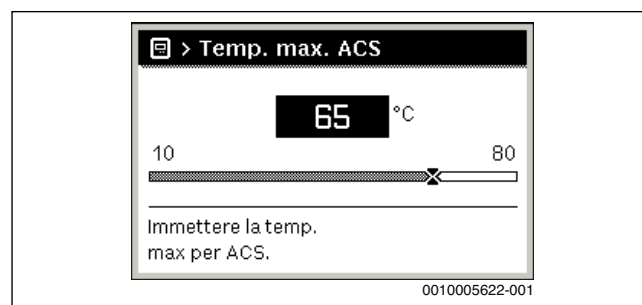 > Temp. max. ACS
65 °C
10 80
Immettere la temp.
max per ACS.
0010005622-001